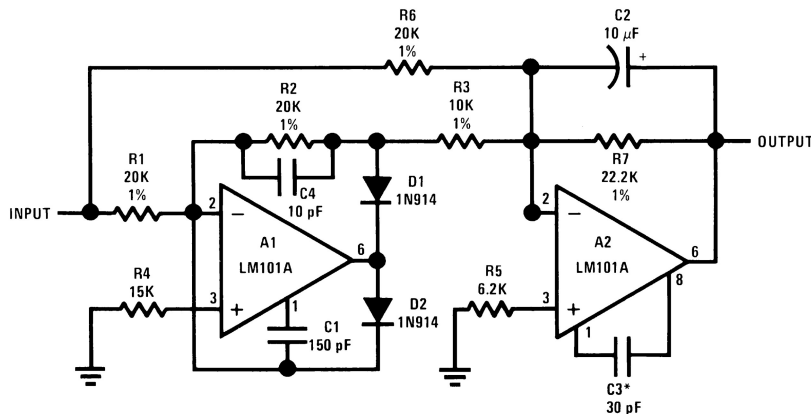 R6
20K
1%
C2
10 μF
+
R2
20K
1%
R3
10K
1%
OUTPUT
R1
20K
1%
C4
10 pF
D1
1N914
R7
22.2K
1%
INPUT
2
−
A1
LM101A
6
2
−
A2
LM101A
6
8
R4
15K
3
+
1
D2
1N914
R5
6.2K
3
+
1
C1
150 pF
C3*
30 pF